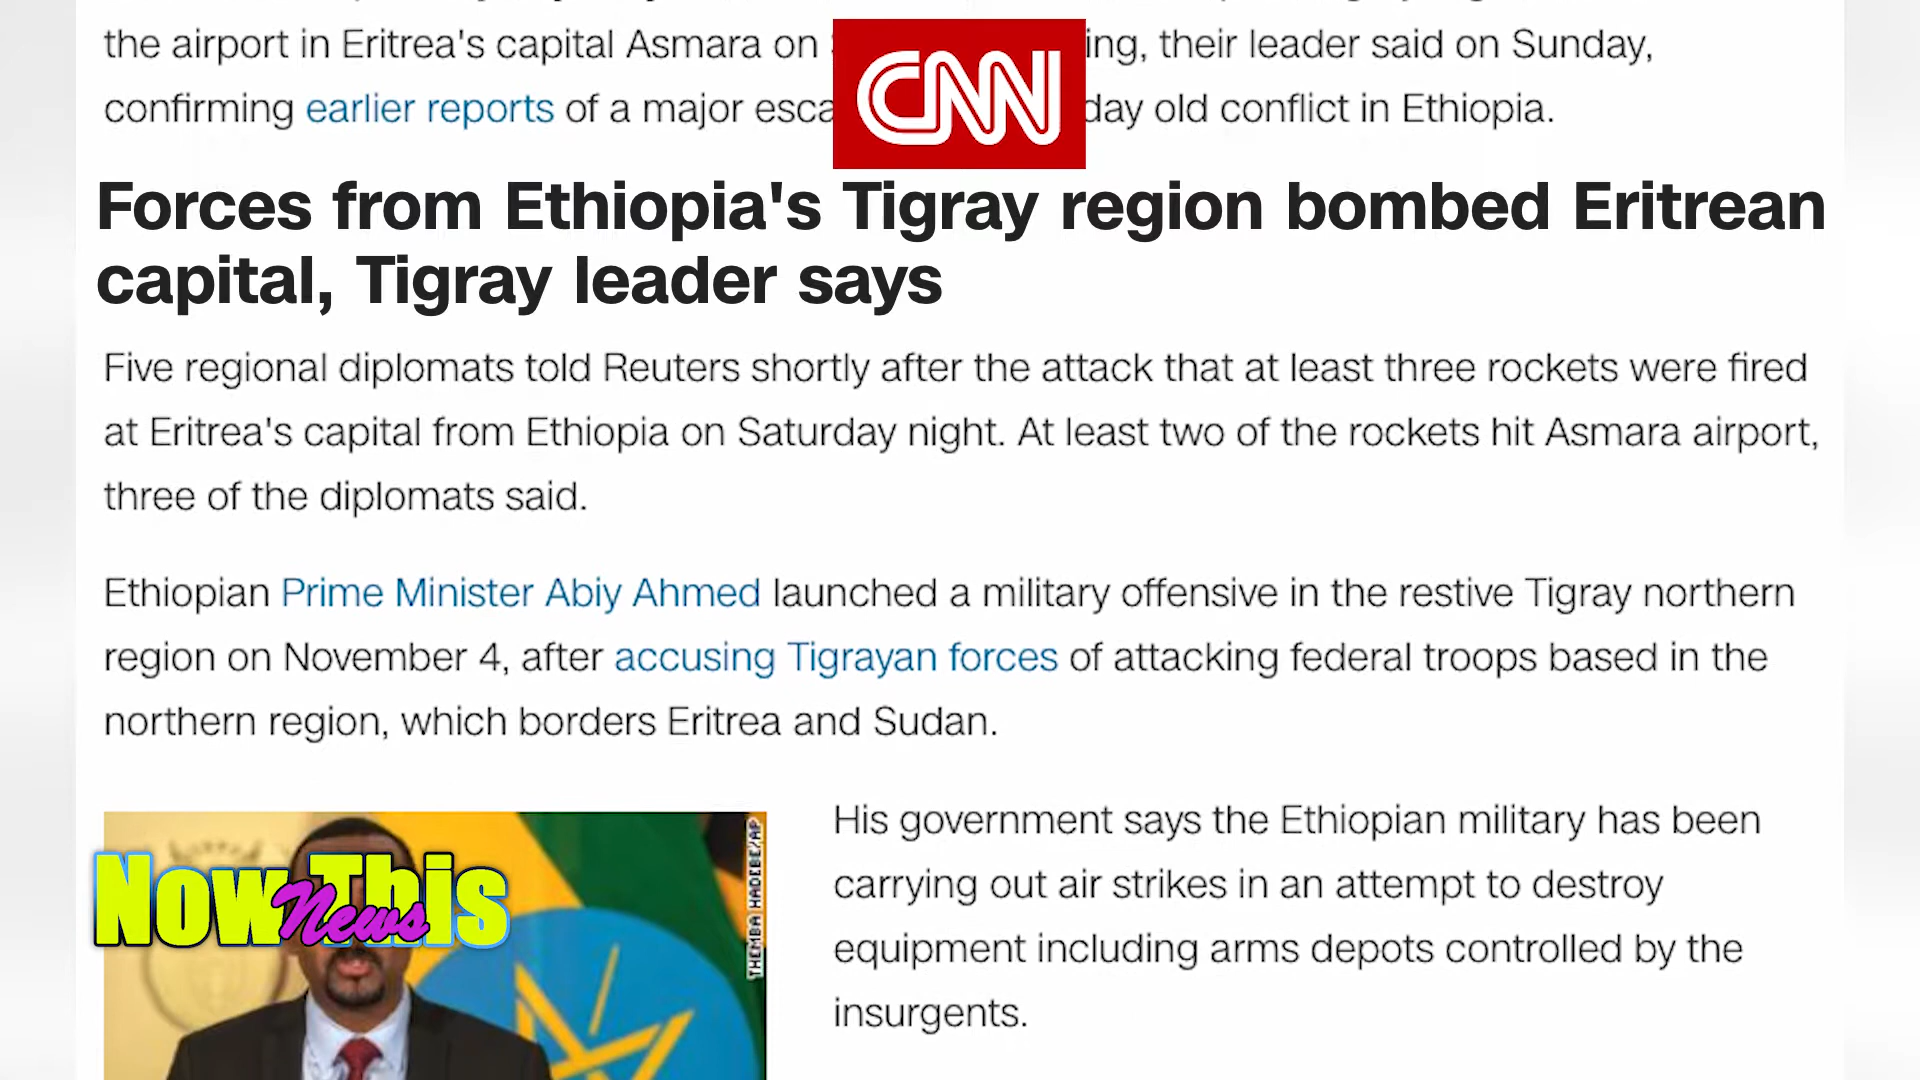 the airport in Eritrea's capital Asmara on
ing, their leader said on Sunday,
CNN
confirming earlier reports of a major esca
day old conflict in Ethiopia.
Forces from Ethiopia's Tigray region bombed Eritrean
capital, Tigray leader says
Five regional diplomats told Reuters shortly after the attack that at least three rockets were fired
at Eritrea's capital from Ethiopia on Saturday night. At least two of the rockets hit Asmara airport,
three of the diplomats said.
Ethiopian Prime Minister Abiy Ahmed launched a military offensive in the restive Tigray northern
region on November 4, after accusing Tigrayan forces of attacking federal troops based in the
northern region, which borders Eritrea and Sudan.
His government says the Ethiopian military has been
carrying out air strikes in an attempt to destroy
equipment including arms depots controlled by the
insurgents.
THEMBA HADEBE/AP
Now This
News